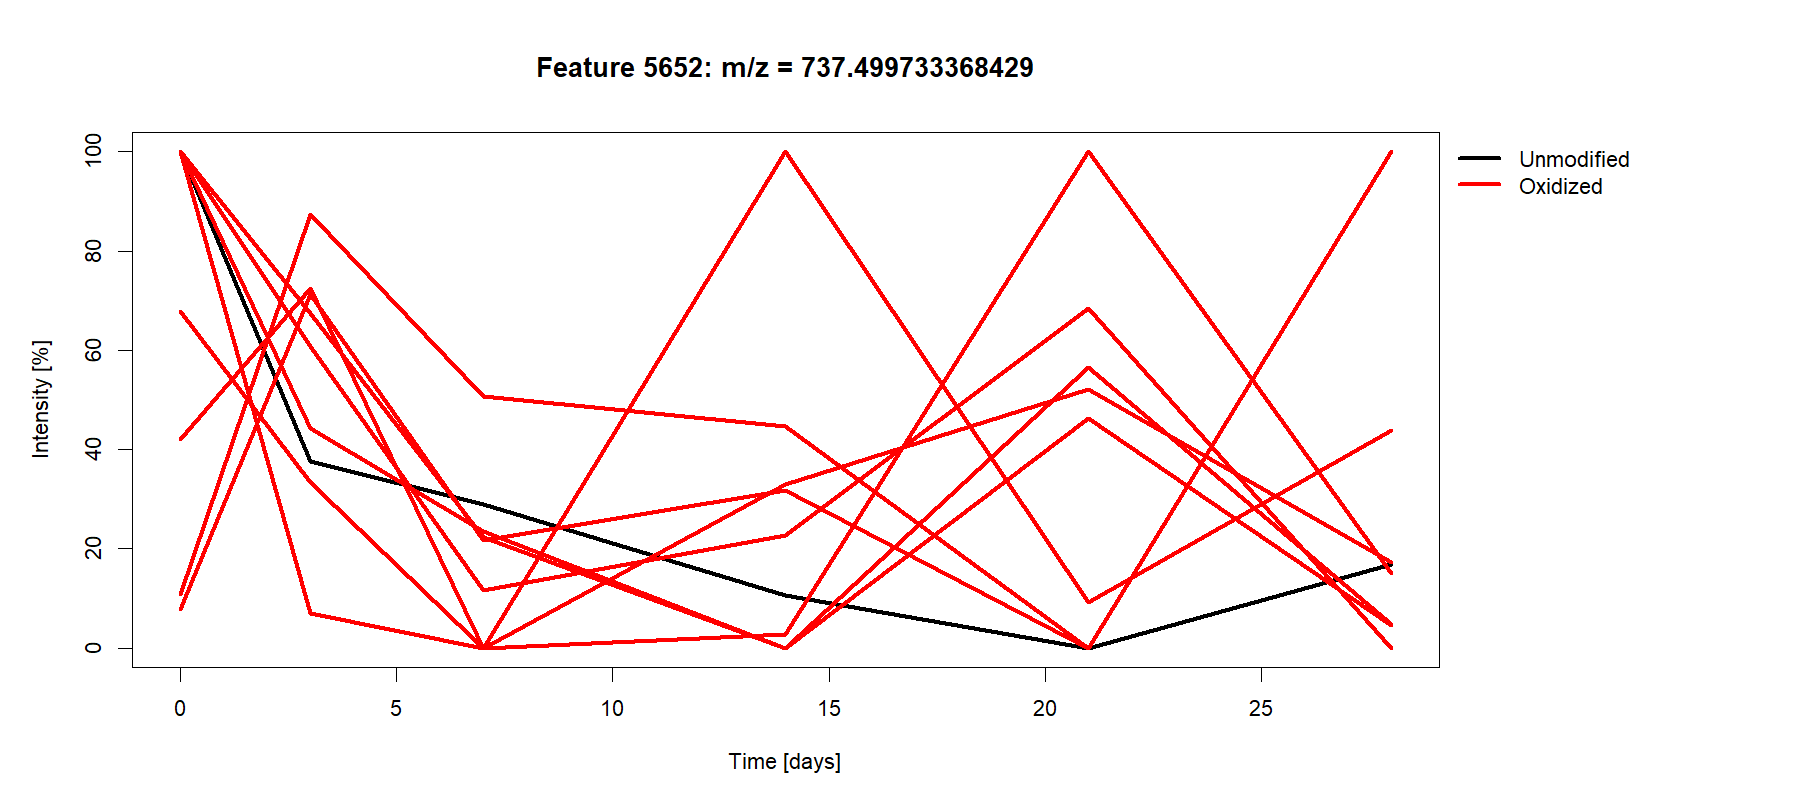 Feature 5652: m/z = 737.499733368429
Unmodified
Oxidized
100
80
60
40
20
0
Intensity [%]
0 5 10 15 20 25
Time [days]